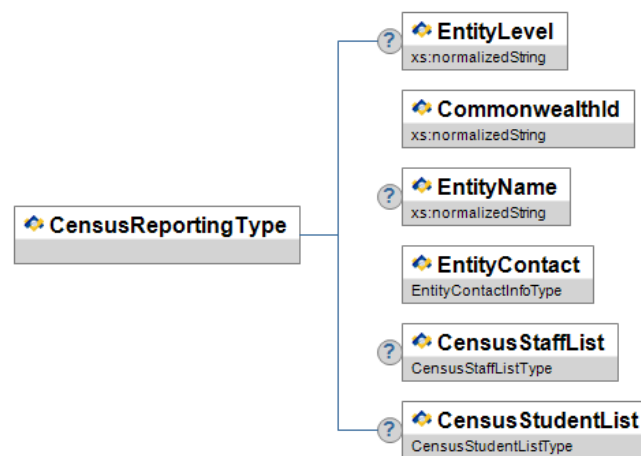 ?
EntityLevel
xs:normalizedString
CommonwealthId
xs:normalizedString
?
EntityName
xs:normalizedString
CensusReportingType
EntityContact
EntityContactInfoType
?
CensusStaffList
CensusStaffListType
?
CensusStudentList
CensusStudentListType